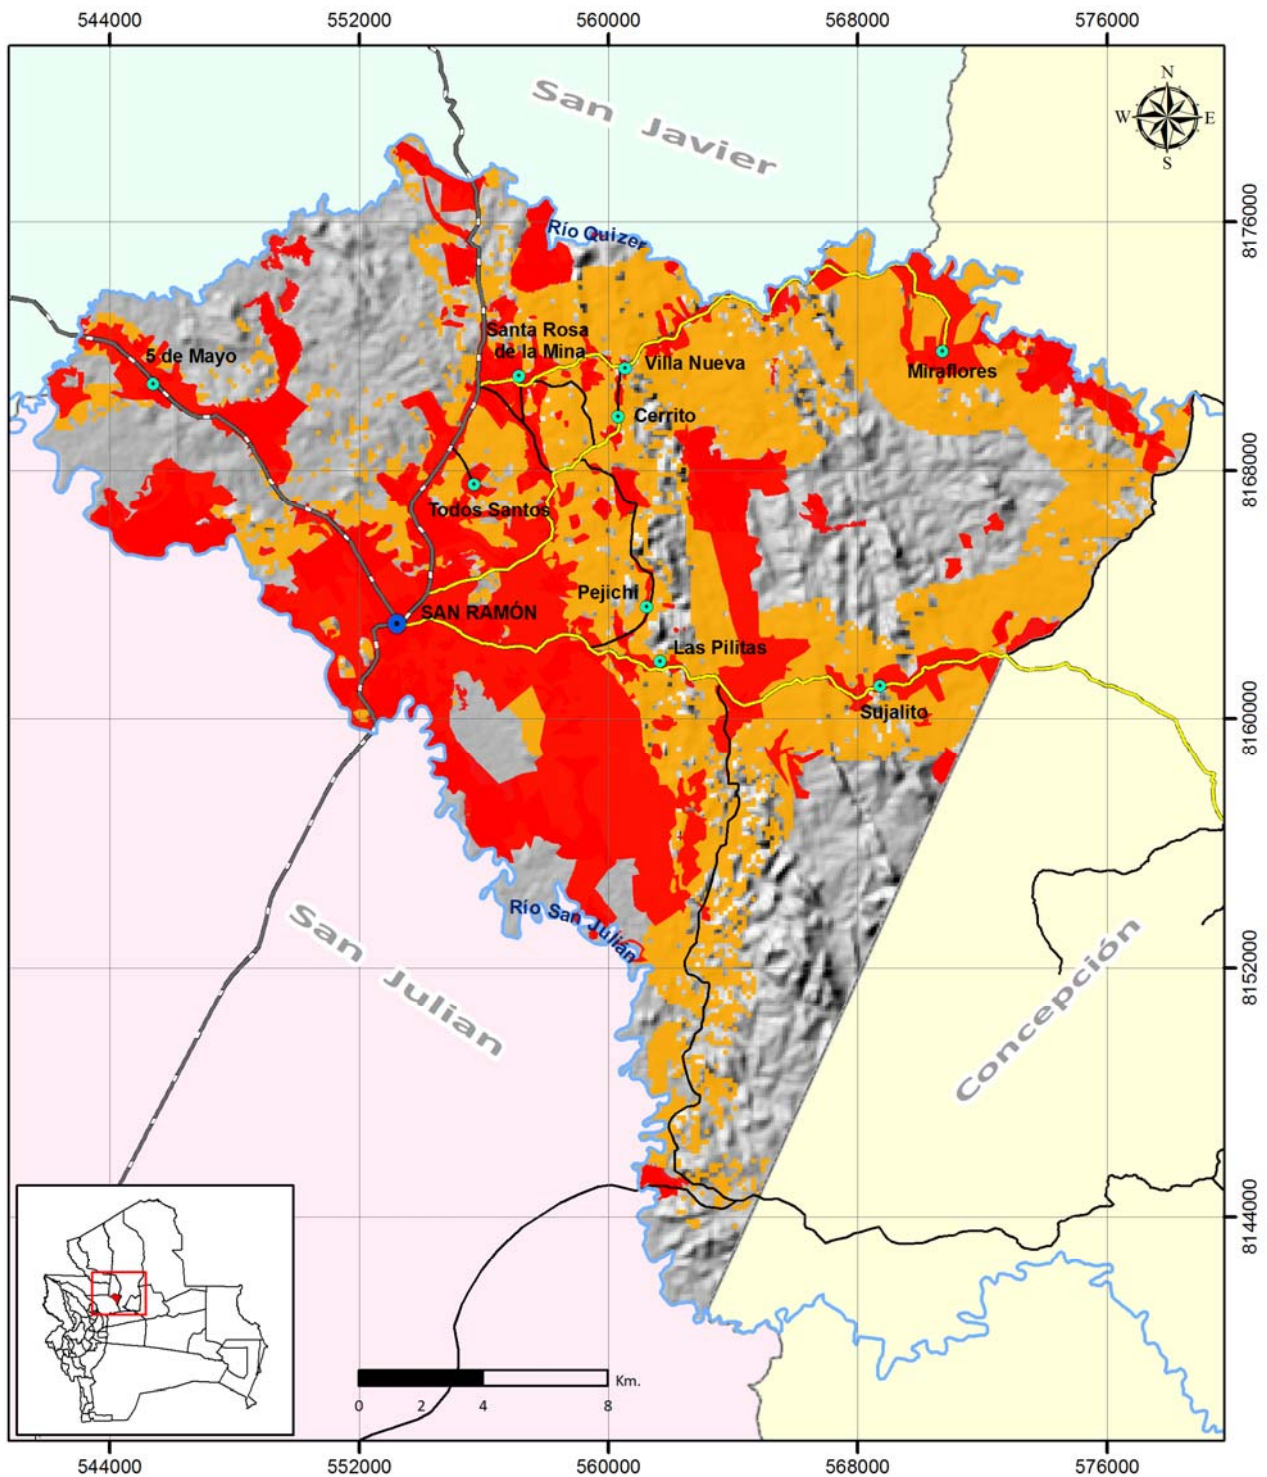 544000
552000
560000
568000
576000
San Javier
N
W
E
S
8176000
Río Quizer
Santa Rosa
de la Mina
5 de Mayo
Villa Nueva
Miraflores
Cerrito
8168000
Todos Santos
Pejichi
SAN RAMÓN
Las Pilitas
Sujalito
8160000
Río San Julián
San Julian
Concepción
8152000
8144000
Km.
0
2
4
8
544000
552000
560000
568000
576000